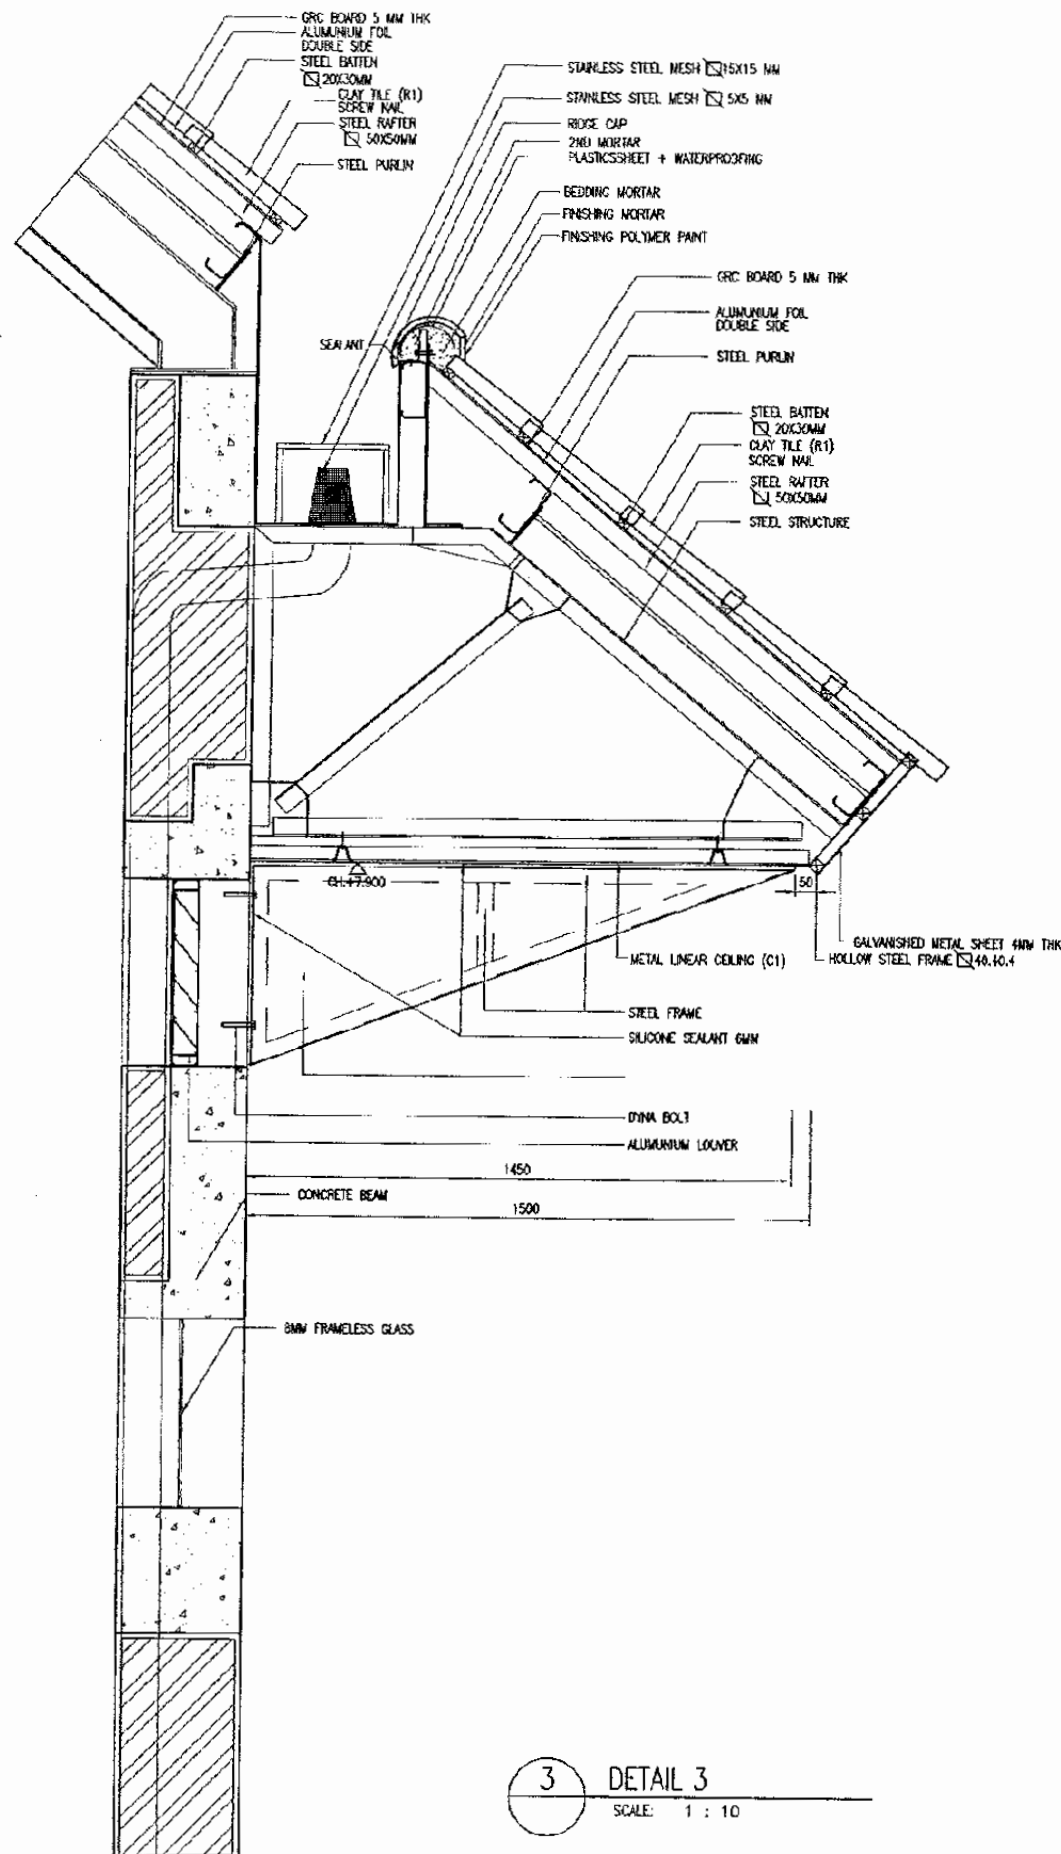 GRC BOARD 5 MM THK
ALUMUNIUM FOIL
DOUBLE SIDE
STEEL BATTEN
20X30MM
CLAY TILE (R1)
SCREW NAIL
STEEL RAFTER
50X50MM
STEEL PURLIN
STAINLESS STEEL MESH 15X15 MM
STAINLESS STEEL MESH 5X5 MM
RIDGE CAP
2ND MORTAR
PLASTICSSHEET + WATERPROOFING
BEDDING MORTAR
FINISHING MORTAR
FINISHING POLYMER PAINT
SEALANT
GRC BOARD 5 MM THK
ALUMUNIUM FOIL
DOUBLE SIDE
STEEL PURLIN
STEEL BATTEN
20X30MM
CLAY TILE (R1)
SCREW NAIL
STEEL RAFTER
50X50MM
STEEL STRUCTURE
CH.+7.900
50
GALVANISHED METAL SHEET 4MM THK
HOLLOW STEEL FRAME 40.40.4
METAL LINEAR CEILING (C1)
STEEL FRAME
SILICONE SEALANT 6MM
DYNA BOLT
ALUMUNIUM LOUVER
1450
CONCRETE BEAM
1500
8MM FRAMELESS GLASS
3
DETAIL 3
SCALE: 1 : 10